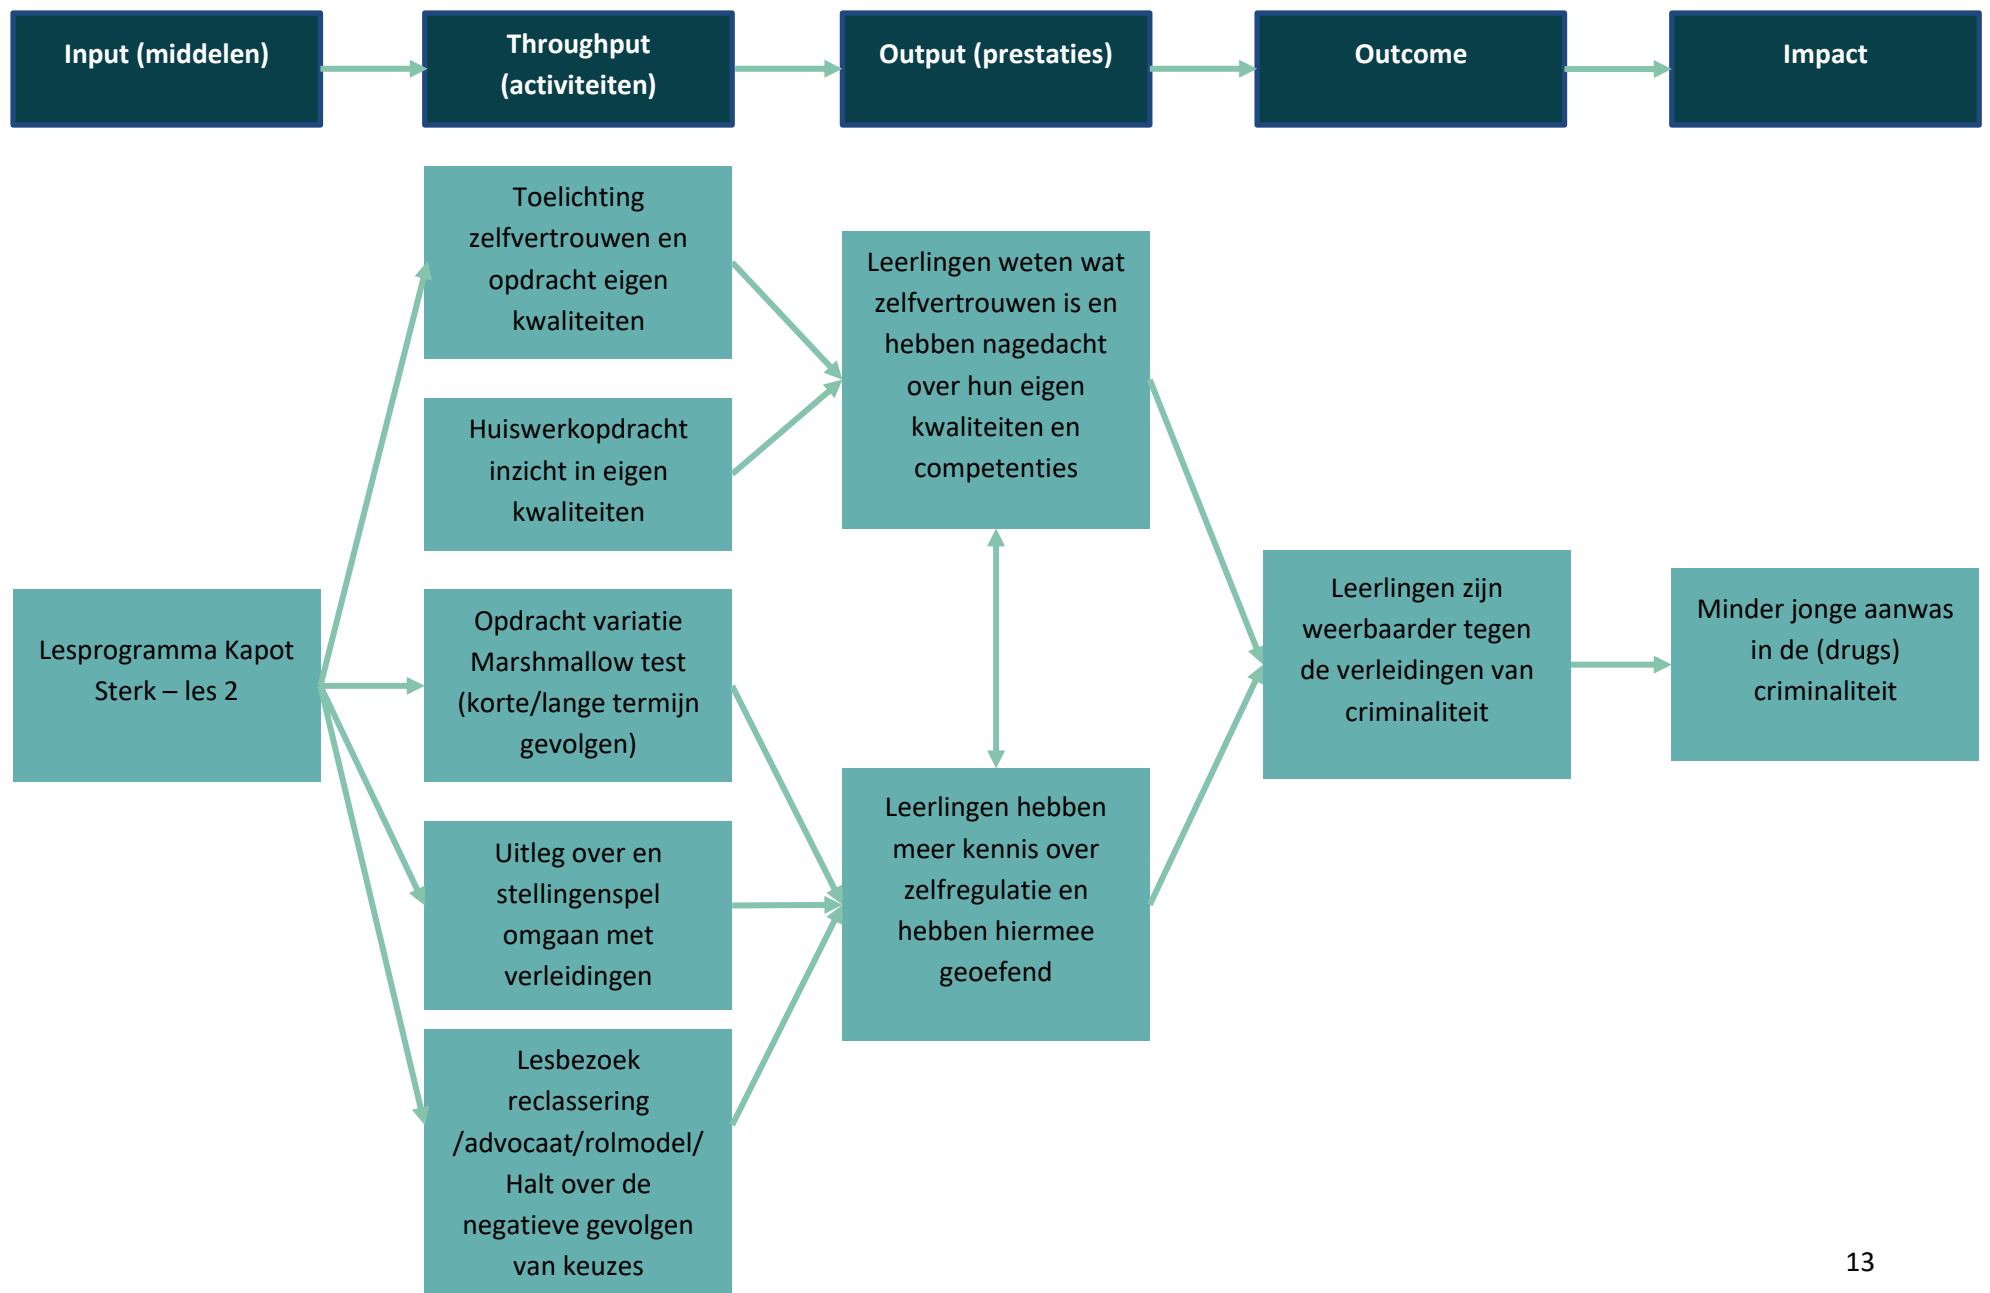 Input (middelen)
Throughput
(activiteiten)
Output (prestaties)
Outcome
Impact
Lesprogramma Kapot
Sterk – les 2
Toelichting
zelfvertrouwen en
opdracht eigen
kwaliteiten
Huiswerkopdracht
inzicht in eigen
kwaliteiten
Opdracht variatie
Marshmallow test
(korte/lange termijn
gevolgen)
Uitleg over en
stellingenspel
omgaan met
verleidingen
Lesbezoek
reclassering
/advocaat/rolmodel/
Halt over de
negatieve gevolgen
van keuzes
Leerlingen weten wat
zelfvertrouwen is en
hebben nagedacht
over hun eigen
kwaliteiten en
competenties
Leerlingen hebben
meer kennis over
zelfregulatie en
hebben hiermee
geoefend
Leerlingen zijn
weerbaarder tegen
de verleidingen van
criminaliteit
Minder jonge aanwas
in de (drugs)
criminaliteit
13